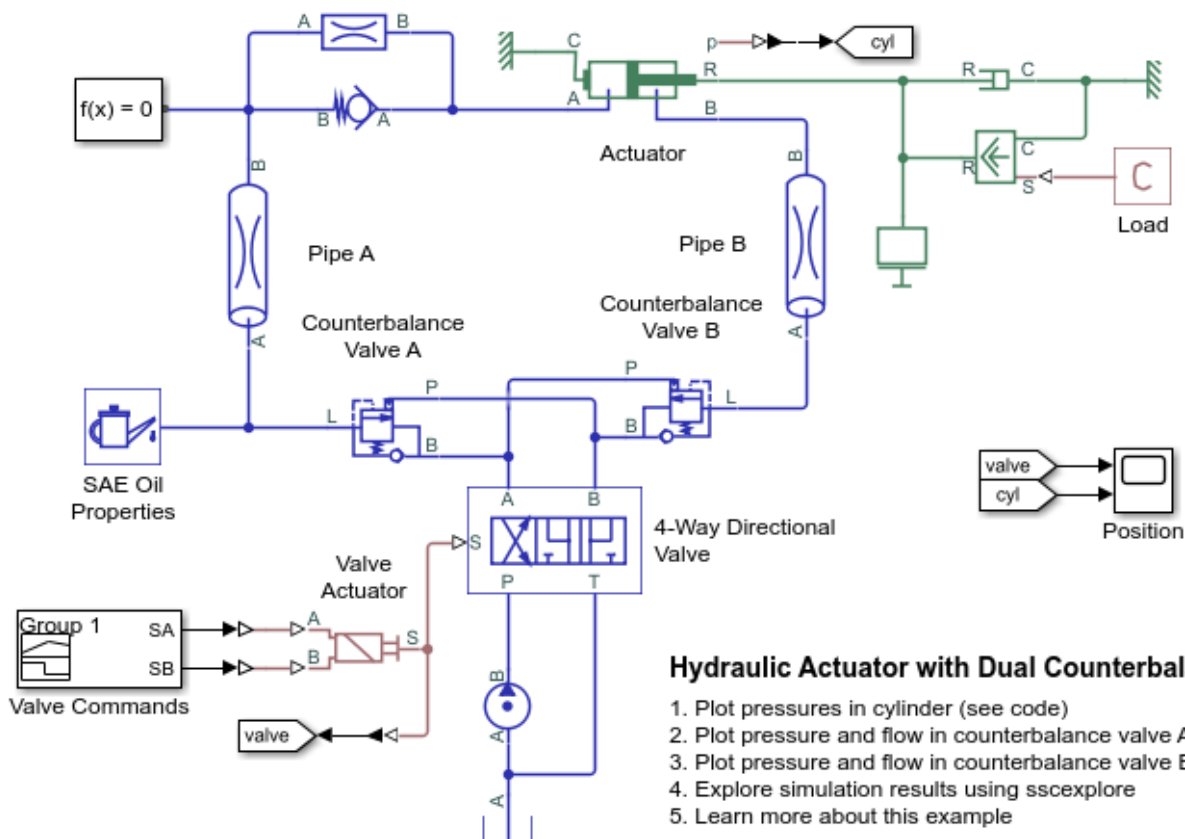 A
B
C
p
cyl
R
R
C
f(x) = 0
B
A
A
B
Actuator
C
R
S
C
Load
B
B
Pipe A
Pipe B
Counterbalance
Valve A
Counterbalance
Valve B
A
A
P
P
L
B
B
L
SAE Oil
Properties
A
B
valve
cyl
Position
S
4-Way Directional
Valve
P
T
Valve
Actuator
Group 1
SA
SB
A
B
S
Valve Commands
B
valve
A
A
Hydraulic Actuator with Dual Counterbal
1. Plot pressures in cylinder (see code)
2. Plot pressure and flow in counterbalance valve A
3. Plot pressure and flow in counterbalance valve B
4. Explore simulation results using sscexplore
5. Learn more about this example